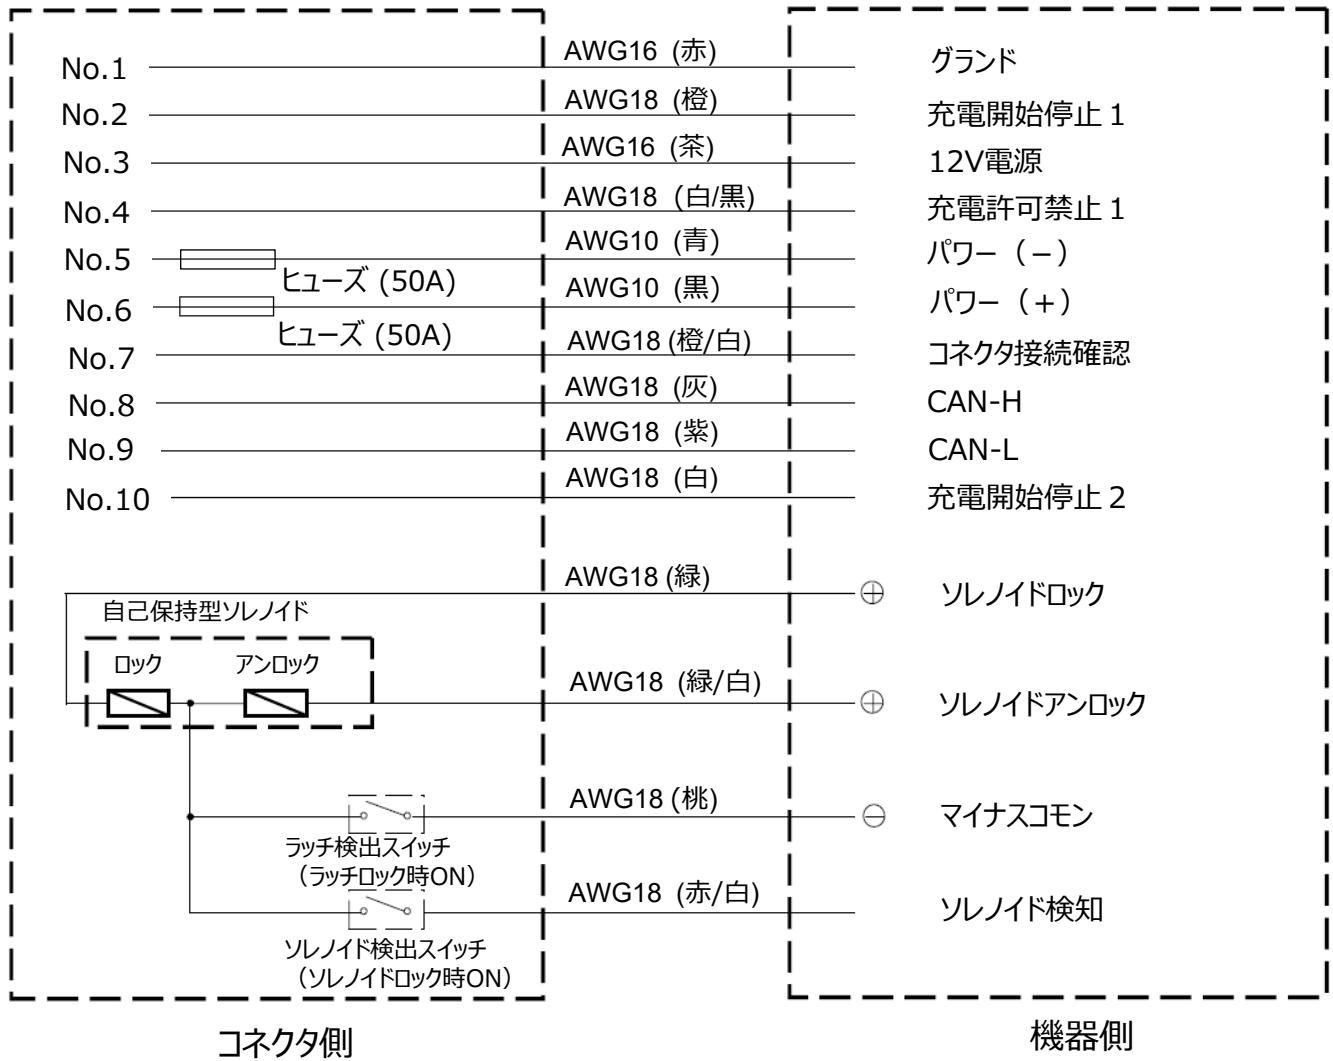 No.1 AWG16 (赤) グランド
No.2 AWG18 (橙) 充電開始停止１
No.3 AWG16 (茶) 12V電源
No.4 AWG18 (白/黒) 充電許可禁止１
No.5 AWG10 (青) パワー（－）
ヒューズ (50A)
No.6 AWG10 (黒) パワー（＋）
ヒューズ (50A)
No.7 AWG18 (橙/白) コネクタ接続確認
No.8 AWG18 (灰) CAN-H
No.9 AWG18 (紫) CAN-L
No.10 AWG18 (白) 充電開始停止２
AWG18 (緑) ⊕ ソレノイドロック
自己保持型ソレノイド
ロック アンロック
AWG18 (緑/白) ⊕ ソレノイドアンロック
AWG18 (桃) ⊖ マイナスコモン
ラッチ検出スイッチ
（ラッチロック時ON）
AWG18 (赤/白) ソレノイド検知
ソレノイド検出スイッチ
（ソレノイドロック時ON）
コネクタ側 機器側